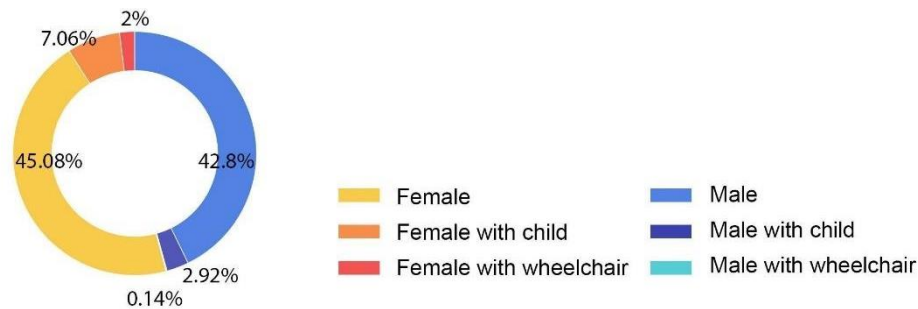 2%
7.06%
45.08%
42.8%
2.92%
0.14%
Female
Male
Female with child
Male with child
Female with wheelchair
Male with wheelchair